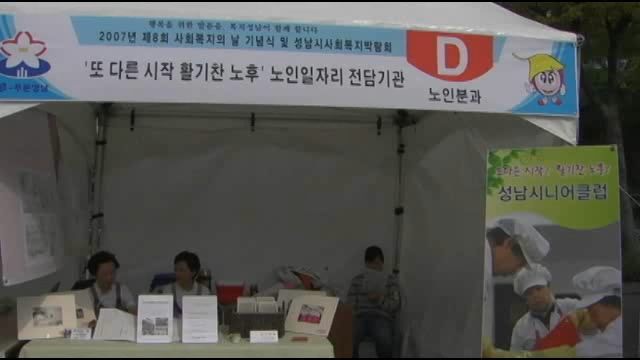 행복을 위한 만듬은, 복지성남이 함께 합니다
2007년 제8회 사회복지의 날 기념식 및 성남시사회복지박람회
'또 다른 시작 활기찬 노후' 노인일자리 전담기관
D
노인분과
또다른 시작! 활기찬 노후!
성남시니어클럽